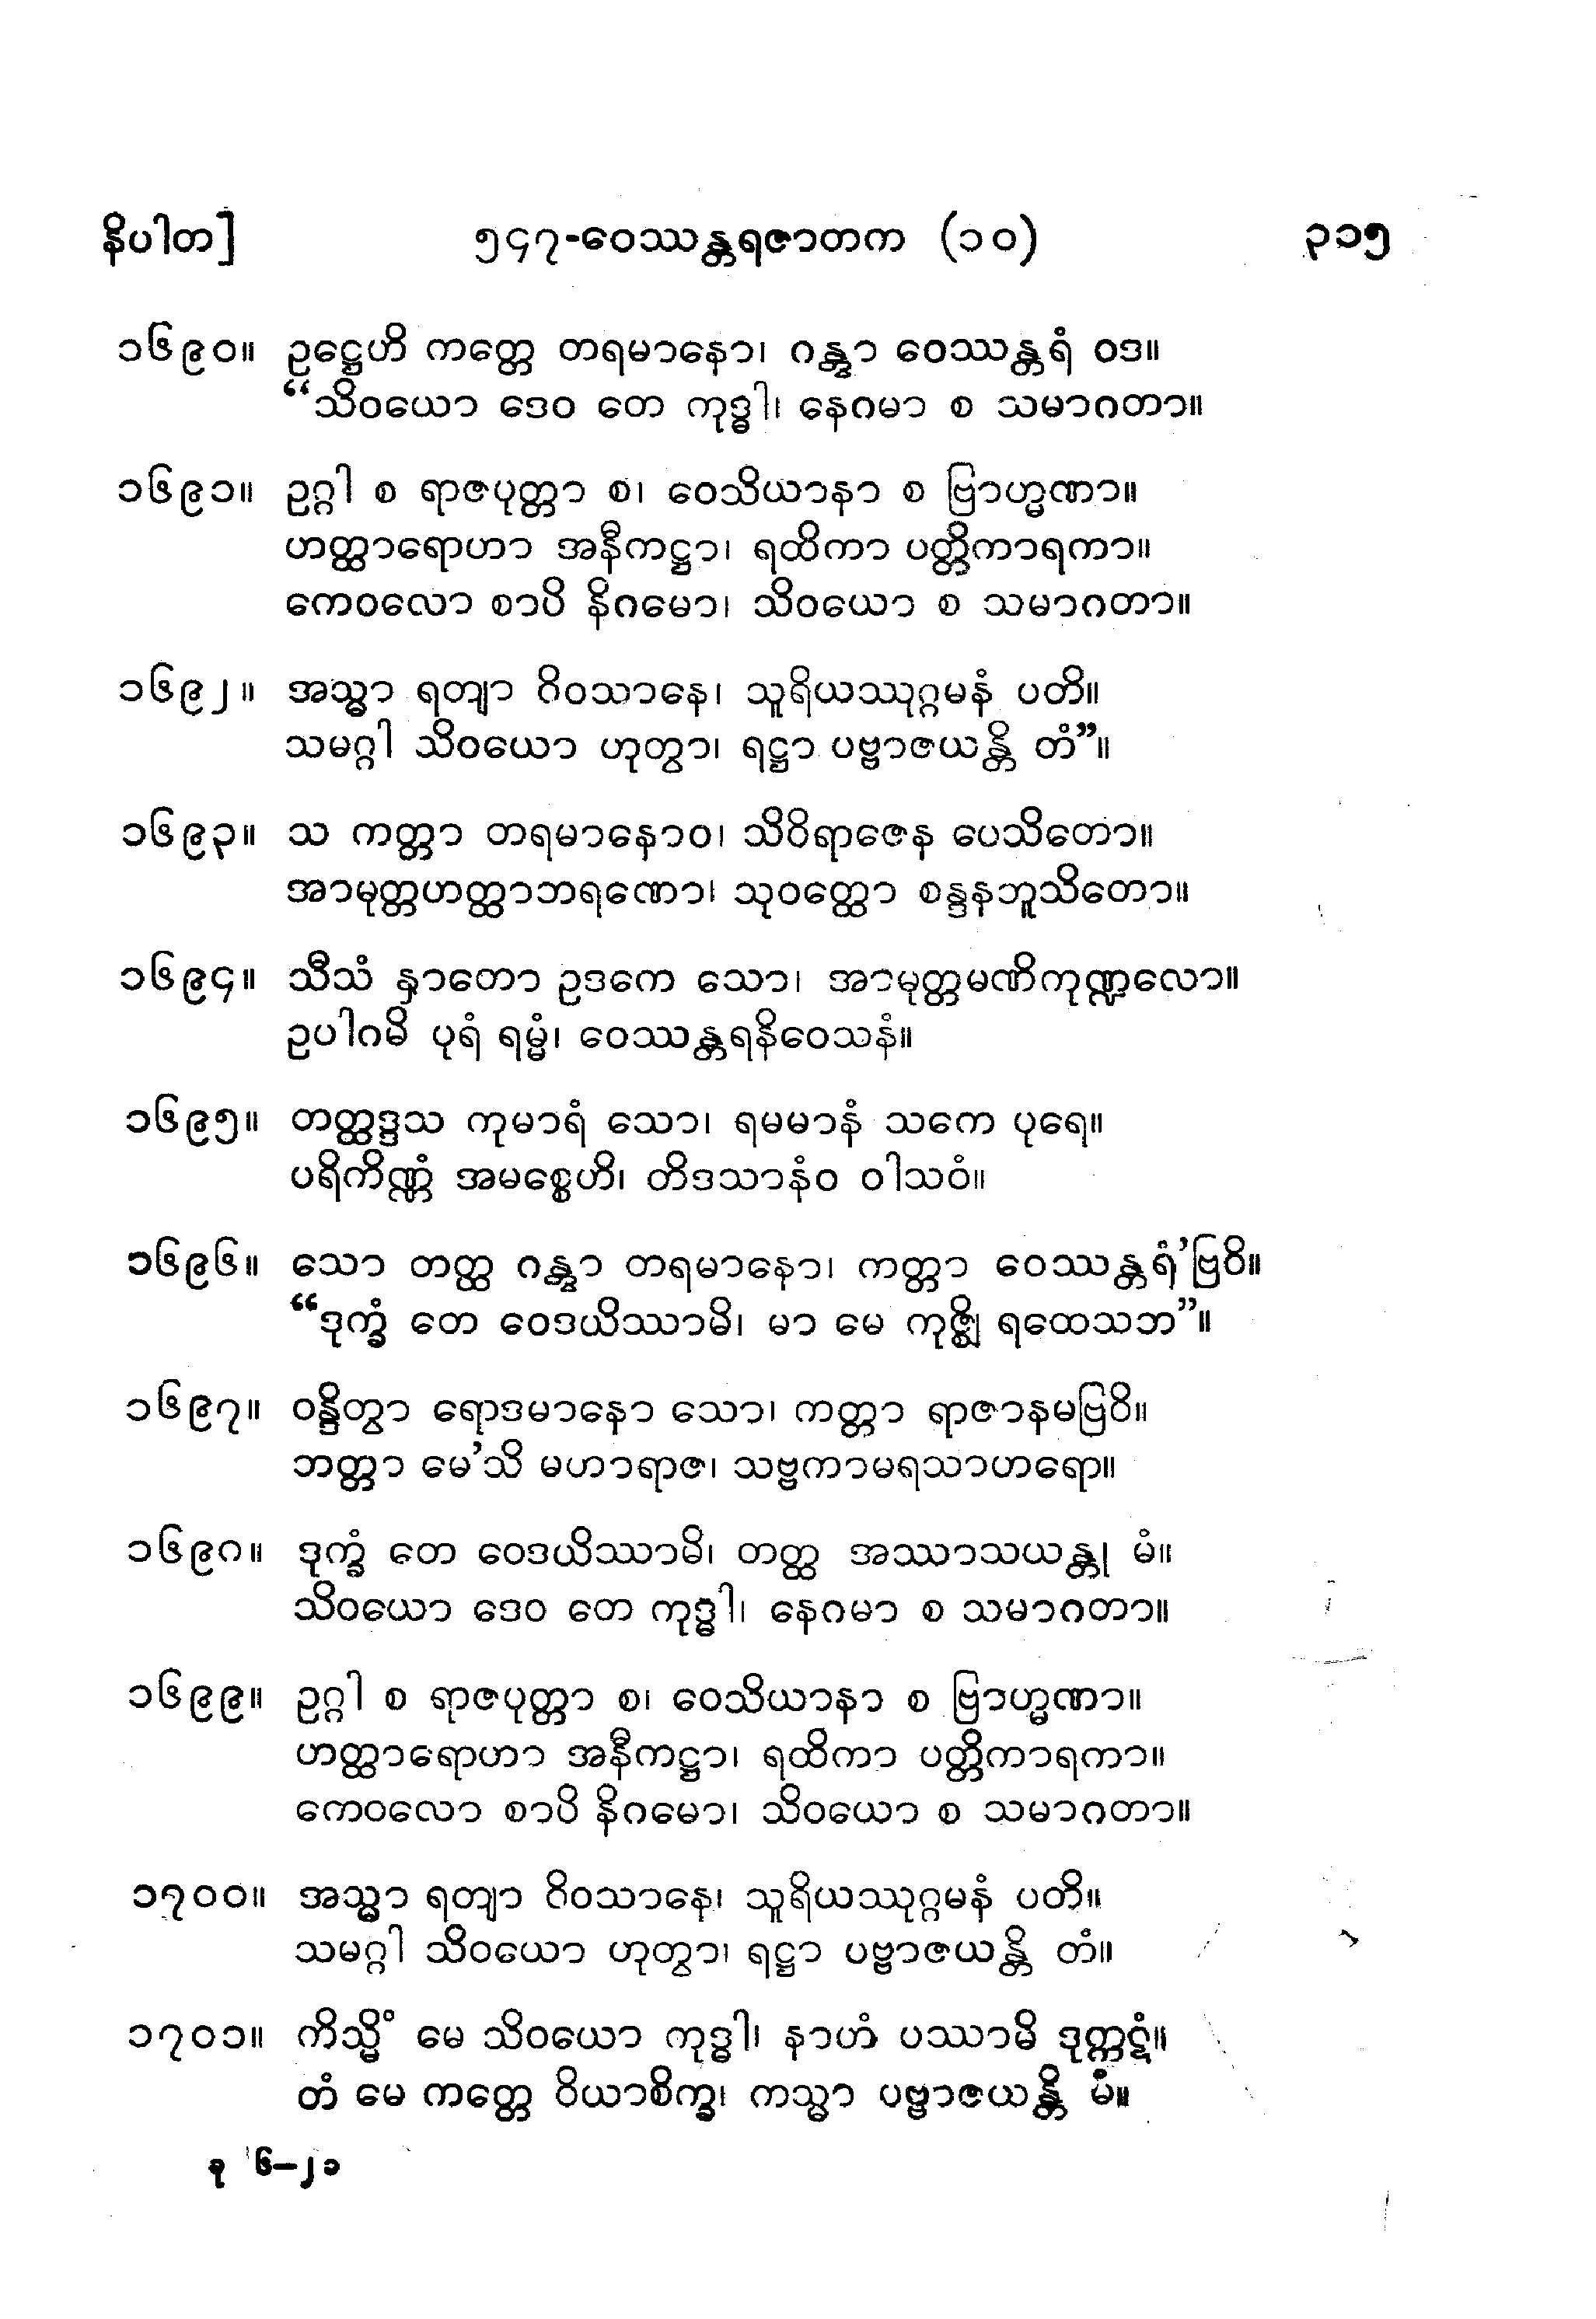 နိပါတ]	၅၄၇-ဝေဿန္တရဇာတက (၁၀)	၃၁၅
၁၆၉၀။ ဥဋ္ဌေဟိ ကတ္တေ တရမာနော၊ ဂန္တွာ ဝေဿန္တရံ ဝဒ။
“သိဝယော ဒေဝ တေ ကုဒ္ဓါ၊ နေဂမာ စ သမာဂတာ။
၁၆၉၁။ ဥဂ္ဂါ စ ရာဇပုတ္တာ စ၊ ဝေသိယာနာ စ ဗြာဟ္မဏာ။
ဟတ္ထာရောဟာ အနီကဋ္ဌာ၊ ရထိကာ ပတ္တိကာရကာ။
ကေဝလော စာပိ နိဂမော၊ သိဝယော စ သမာဂတာ။
၁၆၉၂။ အသ္မာ ရတျာ ဝိဝသာနေ၊ သူရိယဿုဂ္ဂမနံ ပတိ။
သမဂ္ဂါ သိဝယော ဟုတွာ၊ ရဋ္ဌာ ပဗ္ဗာဇယန္တိ တံ”။
၁၆၉၃။ သ ကတ္တာ တရမာနောဝ၊ သိဝိရာဇေန ပေသိတော။
အာမုတ္တဟတ္ထာဘရဏော၊ သုဝတ္ထော စန္ဒနဘူသိတော။
၁၆၉၄။ သီသံ နှာတော ဥဒကေ သော၊ အာမုတ္တမဏိကုဏ္ဍလော။
ဥပါဂမိ ပုရံ ရမ္မံ၊ ဝေဿန္တရနိဝေသနံ။
၁၆၉၅။ တတ္ထဒ္ဒသ ကုမာရံ သော၊ ရမမာနံ သကေ ပုရေ။
ပရိကိဏ္ဏံ အမစ္စေဟိ၊ တိဒသာနံဝ ဝါသဝံ။
၁၆၉၆။ သော တတ္ထ ဂန္တွာ တရမာနော၊ ကတ္တာ ဝေဿန္တရံ’ဗြဝိ။
“ဒုက္ခံ တေ ဝေဒယိဿာမိ၊ မာ မေ ကုဇ္ဈိ ရထေသဘ”။
၁၆၉၇။ ဝန္ဒိတွာ ရောဒမာနော သော၊ ကတ္တာ ရာဇာနမဗြဝိ။
ဘတ္တာ မေ’သိ မဟာရာဇ၊ သဗ္ဗကာမရသာဟရော။
၁၆၉၈။ ဒုက္ခံ တေ ဝေဒယိဿာမိ၊ တတ္ထ အဿာသယန္တု မံ။
သိဝယော ဒေဝ တေ ကုဒ္ဓါ၊ နေဂမာ စ သမာဂတာ။
၁၆၉၉။ ဥဂ္ဂါ စ ရာဇပုတ္တာ စ၊ ဝေသိယာနာ စ ဗြာဟ္မဏာ။
ဟတ္ထာရောဟာ အနီကဋ္ဌာ၊ ရထိကာ ပတ္တိကာရကာ။
ကေဝလော စာပိ နိဂမော၊ သိဝယော စ သမာဂတာ။
၁၇၀၀။ အသ္မာ ရတျာ ဝိဝသာနေ၊ သူရိယဿုဂ္ဂမနံ ပတိ။
သမဂ္ဂါ သိဝယော ဟုတွာ၊ ရဋ္ဌာ ပဗ္ဗာဇယန္တိ တံ။
၁၇၀၁။ ကိသ္မိံ မေ သိဝယော ကုဒ္ဓါ၊ နာဟံ ပဿာမိ ဒုက္ကဋံ။
တံ မေ ကတ္တေ ဝိယာစိက္ခ၊ ကသ္မာ ပဗ္ဗာဇယန္တိ မံ။
ခု ၆−၂၁